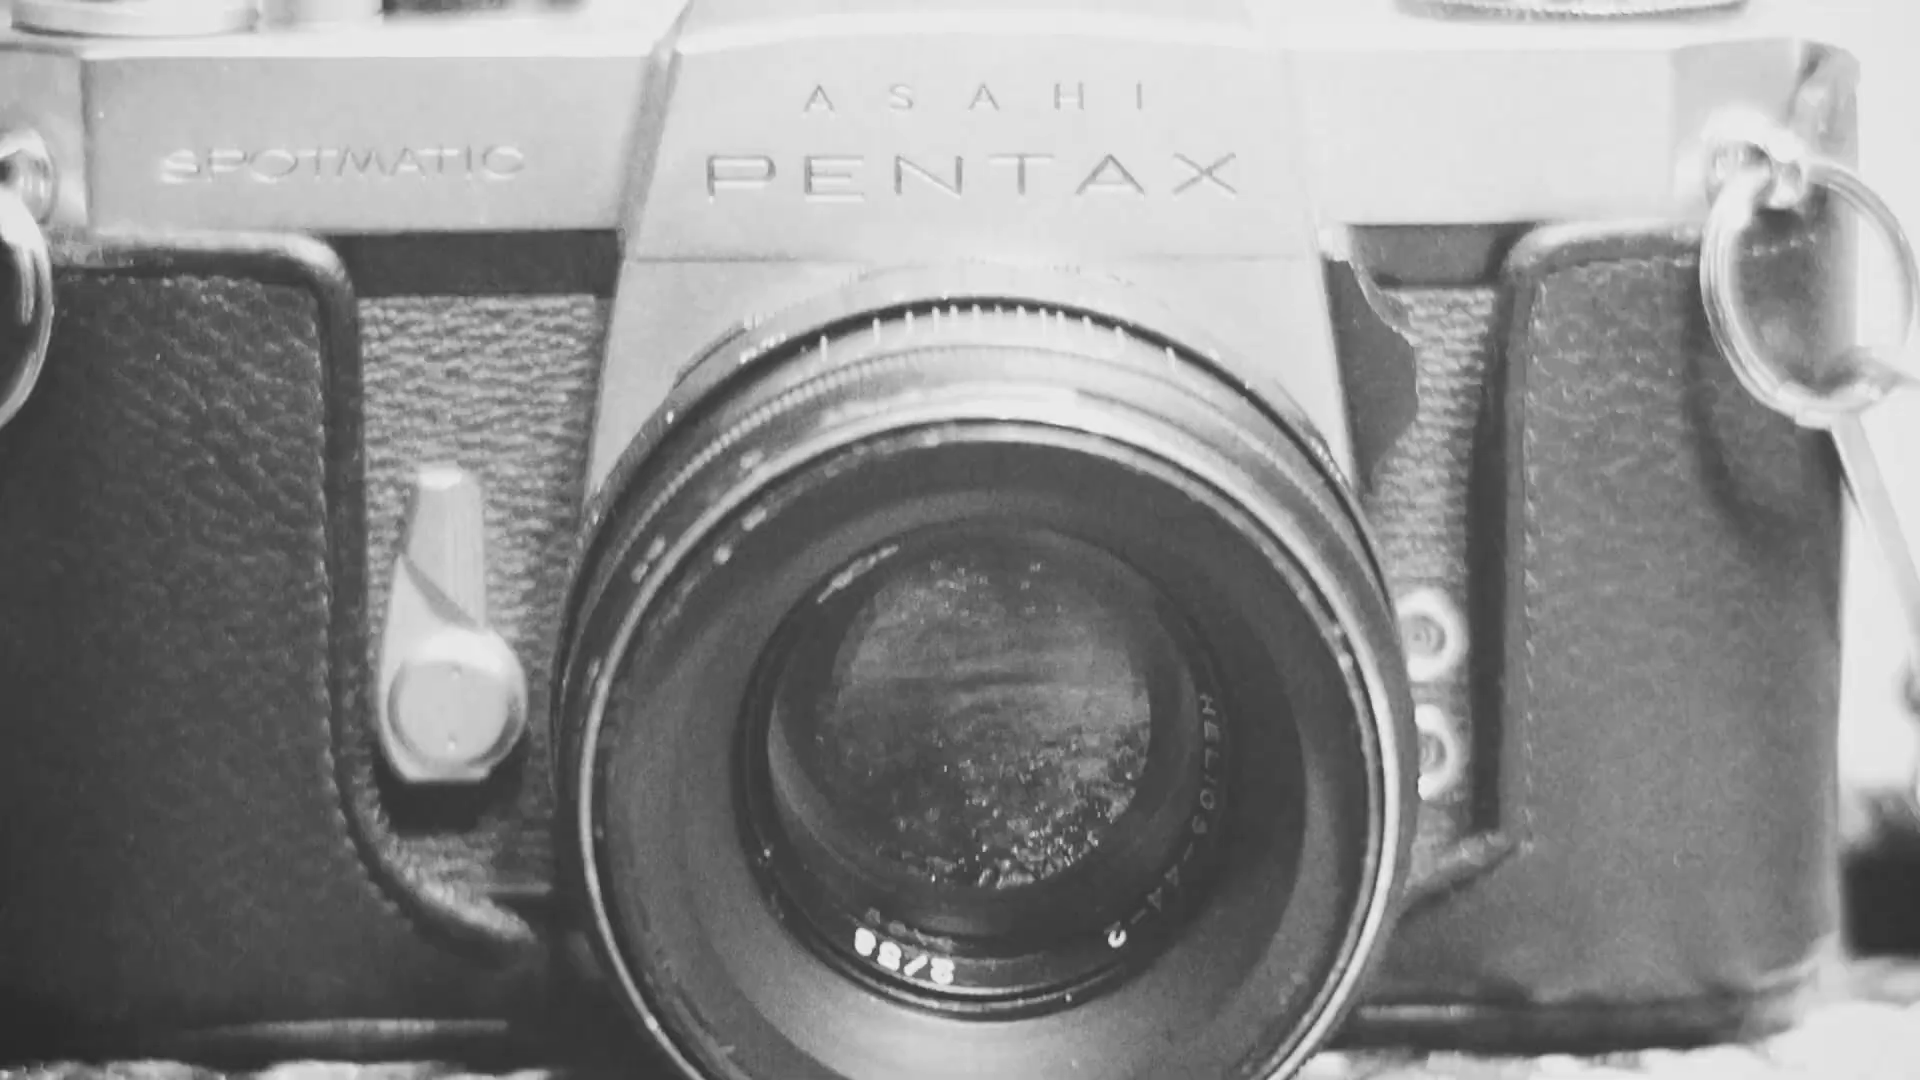 ASAHI
SPOTMATIC
PENTAX
HELIOS-44-2
2/58